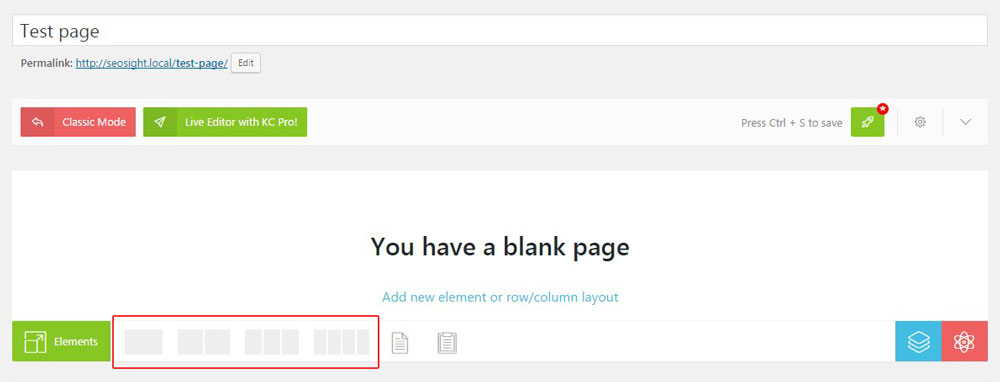 Test page
Permalink: http://seosight.local/test-page/ Edit
Classic Mode Live Editor with KC Pro! Press Ctrl + S to save *
You have a blank page
Add new element or row/column layout
Elements